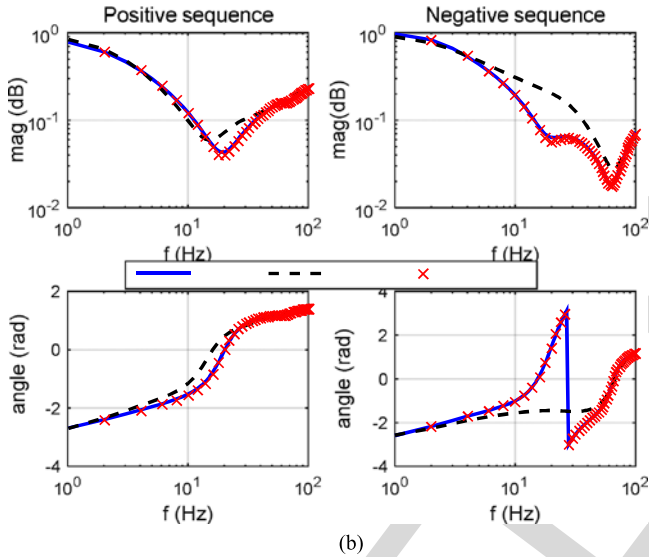 Positive sequence Negative sequence
mag (dB) 10^0 10^-1 10^-2
10^0 10^1 10^2
f (Hz)
mag(dB) 10^0 10^-1 10^-2
10^0 10^1 10^2
f (Hz)
angle (rad) 2 0 -2 -4
10^0 10^1 10^2
f (Hz)
angle (rad) 4 2 0 -2 -4
10^0 10^1 10^2
f (Hz)
(b)